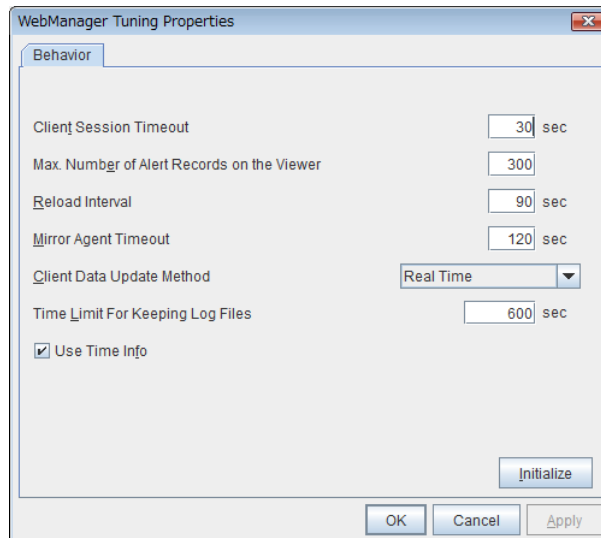 WebManager Tuning Properties
Behavior
Client Session Timeout 30 sec
Max. Number of Alert Records on the Viewer 300
Reload Interval 90 sec
Mirror Agent Timeout 120 sec
Client Data Update Method Real Time
Time Limit For Keeping Log Files 600 sec
Use Time Info
Initialize
OK Cancel Apply